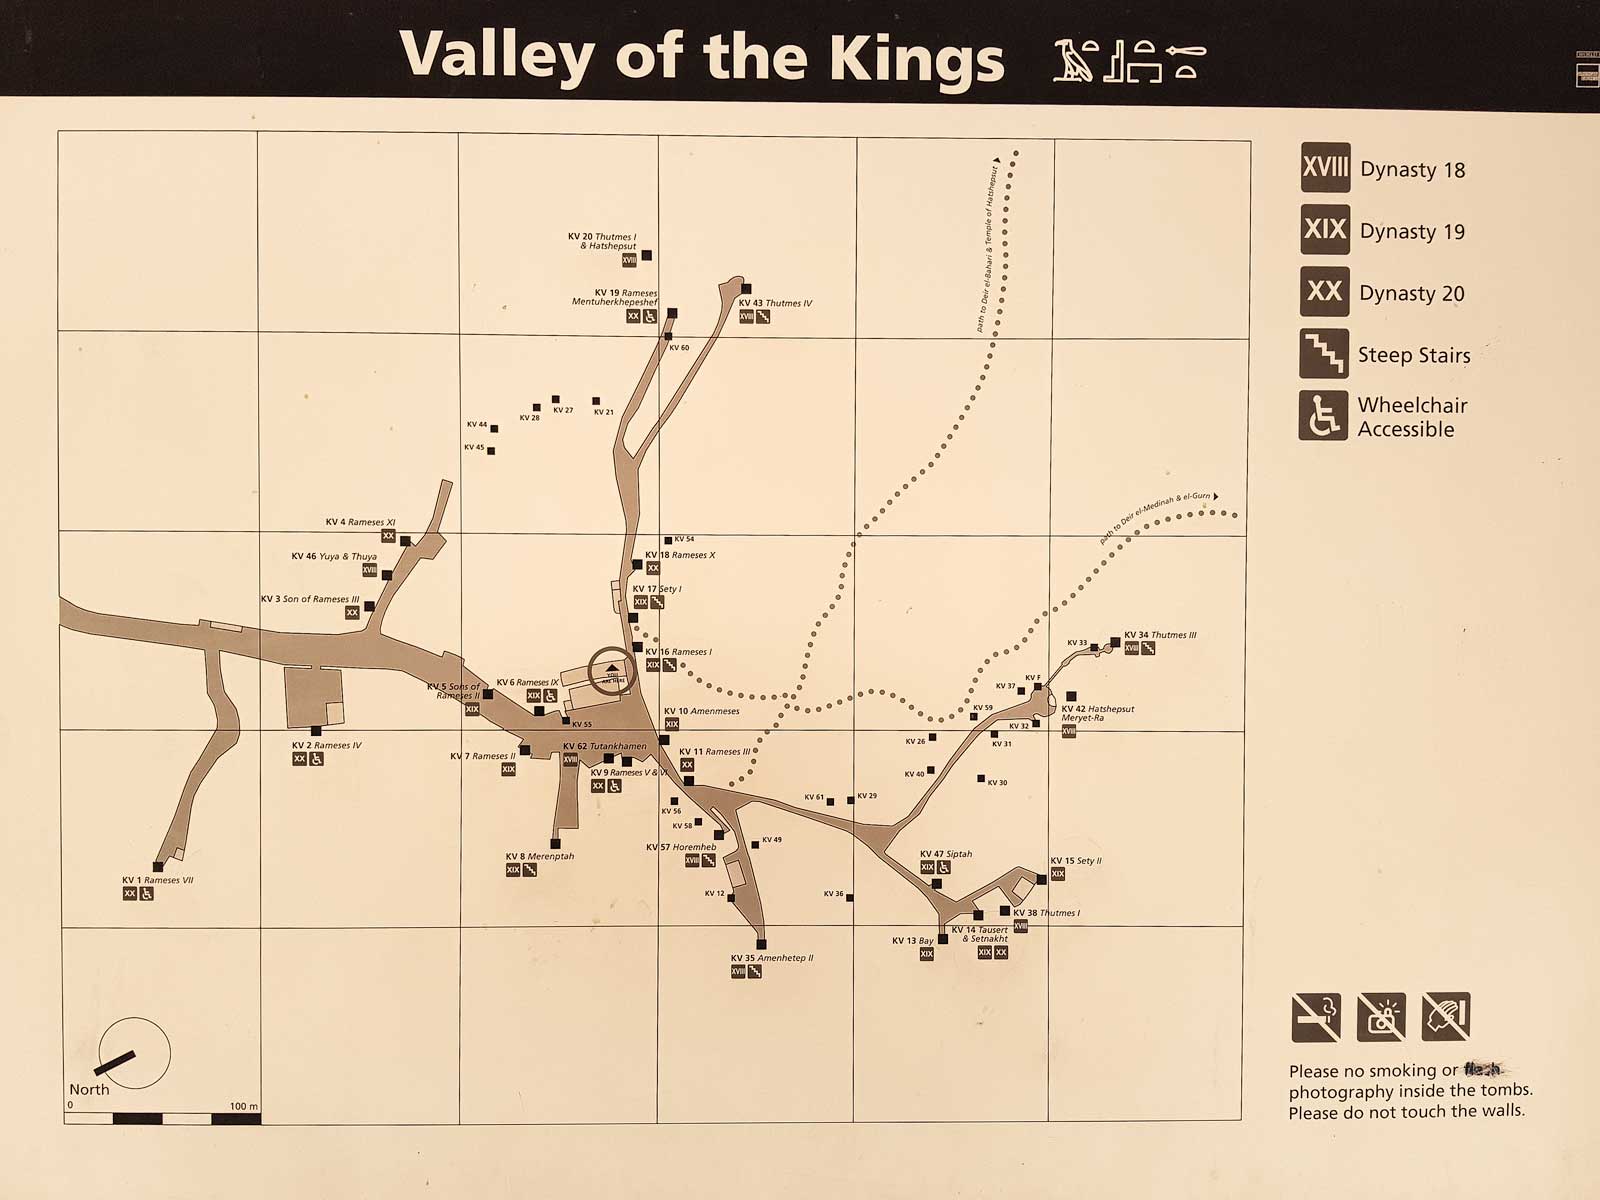 Valley of the Kings
XVIII Dynasty 18
XIX Dynasty 19
XX Dynasty 20
Steep Stairs
Wheelchair
Accessible
path to Deir el-Bahari & Temple of Hatshepsut
path to Deir el-Medinah & el-Gurn
KV 20 Thutmes I
& Hatshepsut
XVIII
KV 19 Rameses
Mentuherkhepeshef
XX
KV 43 Thutmes IV
XVIII
KV 60
KV 28
KV 27
KV 21
KV 44
KV 45
KV 4 Rameses XI
XX
KV 46 Yuya & Thuya
XVIII
KV 3 Son of Rameses III
XX
KV 54
KV 18 Rameses X
XX
KV 17 Sety I
XIX
KV 16 Rameses I
XIX
YOU
ARE HERE
KV 5 Sons of
Rameses II
XIX
KV 6 Rameses IX
XIX
KV 55
KV 10 Amenmeses
XIX
KV 2 Rameses IV
XX
KV 7 Rameses II
XIX
KV 62 Tutankhamen
XVIII
KV 9 Rameses V & VI
XX
KV 11 Rameses III
XX
KV 56
KV 58
KV 57 Horemheb
XVIII
KV 8 Merenptah
XIX
KV 1 Rameses VII
XX
KV 49
KV 12
KV 35 Amenhetep II
XVIII
KV 61
KV 29
KV 36
KV 33
KV 34 Thutmes III
XVIII
KV F
KV 37
KV 59
KV 32
KV 42 Hatshepsut
Meryet-Ra
XVIII
KV 26
KV 31
KV 40
KV 30
KV 47 Siptah
XIX
KV 15 Sety II
XIX
KV 38 Thutmes I
XVIII
KV 14 Tausert
& Setnakht
XIX XX
KV 13 Bay
XIX
North
0 100 m
Please no smoking or
photography inside the tombs.
Please do not touch the walls.